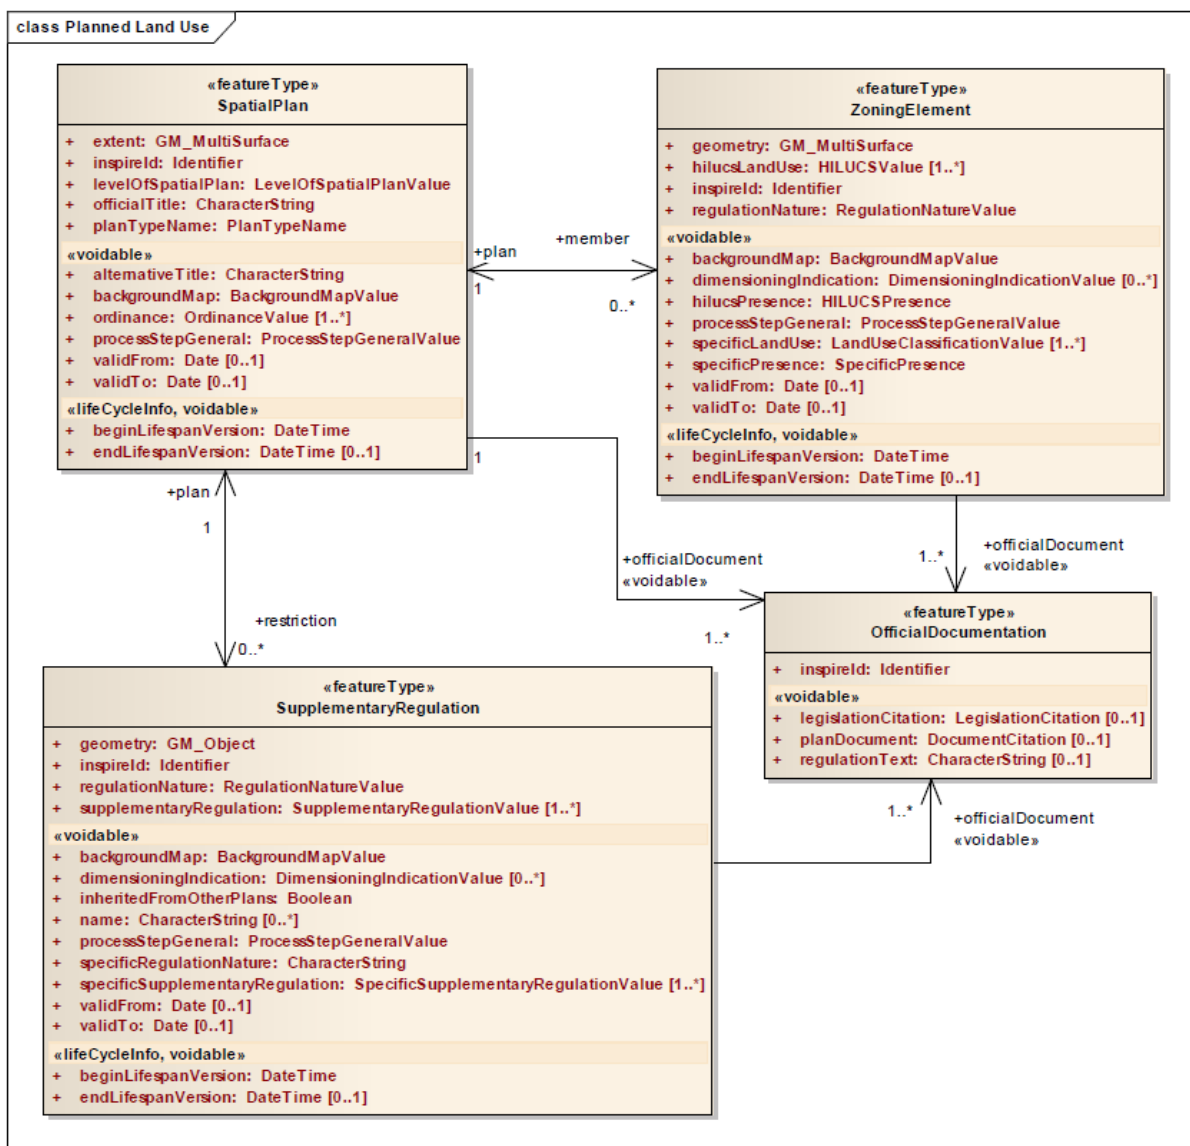 class Planned Land Use
«featureType»
SpatialPlan
+ extent: GM_MultiSurface
+ inspireId: Identifier
+ levelOfSpatialPlan: LevelOfSpatialPlanValue
+ officialTitle: CharacterString
+ planTypeName: PlanTypeName
«voidable»
+ alternativeTitle: CharacterString
+ backgroundMap: BackgroundMapValue
+ ordinance: OrdinanceValue [1..*]
+ processStepGeneral: ProcessStepGeneralValue
+ validFrom: Date [0..1]
+ validTo: Date [0..1]
«lifeCycleInfo, voidable»
+ beginLifespanVersion: DateTime
+ endLifespanVersion: DateTime [0..1]
+plan
1
+member
0..*
«featureType»
ZoningElement
+ geometry: GM_MultiSurface
+ hilucsLandUse: HILUCSValue [1..*]
+ inspireId: Identifier
+ regulationNature: RegulationNatureValue
«voidable»
+ backgroundMap: BackgroundMapValue
+ dimensioningIndication: DimensioningIndicationValue [0..*]
+ hilucsPresence: HILUCSPresence
+ processStepGeneral: ProcessStepGeneralValue
+ specificLandUse: LandUseClassificationValue [1..*]
+ specificPresence: SpecificPresence
+ validFrom: Date [0..1]
+ validTo: Date [0..1]
«lifeCycleInfo, voidable»
+ beginLifespanVersion: DateTime
+ endLifespanVersion: DateTime [0..1]
1
+officialDocument
«voidable»
1..*
1..*
+officialDocument
«voidable»
+plan
1
+restriction
0..*
«featureType»
OfficialDocumentation
+ inspireId: Identifier
«voidable»
+ legislationCitation: LegislationCitation [0..1]
+ planDocument: DocumentCitation [0..1]
+ regulationText: CharacterString [0..1]
1..*
+officialDocument
«voidable»
«featureType»
SupplementaryRegulation
+ geometry: GM_Object
+ inspireId: Identifier
+ regulationNature: RegulationNatureValue
+ supplementaryRegulation: SupplementaryRegulationValue [1..*]
«voidable»
+ backgroundMap: BackgroundMapValue
+ dimensioningIndication: DimensioningIndicationValue [0..*]
+ inheritedFromOtherPlans: Boolean
+ name: CharacterString [0..*]
+ processStepGeneral: ProcessStepGeneralValue
+ specificRegulationNature: CharacterString
+ specificSupplementaryRegulation: SpecificSupplementaryRegulationValue [1..*]
+ validFrom: Date [0..1]
+ validTo: Date [0..1]
«lifeCycleInfo, voidable»
+ beginLifespanVersion: DateTime
+ endLifespanVersion: DateTime [0..1]